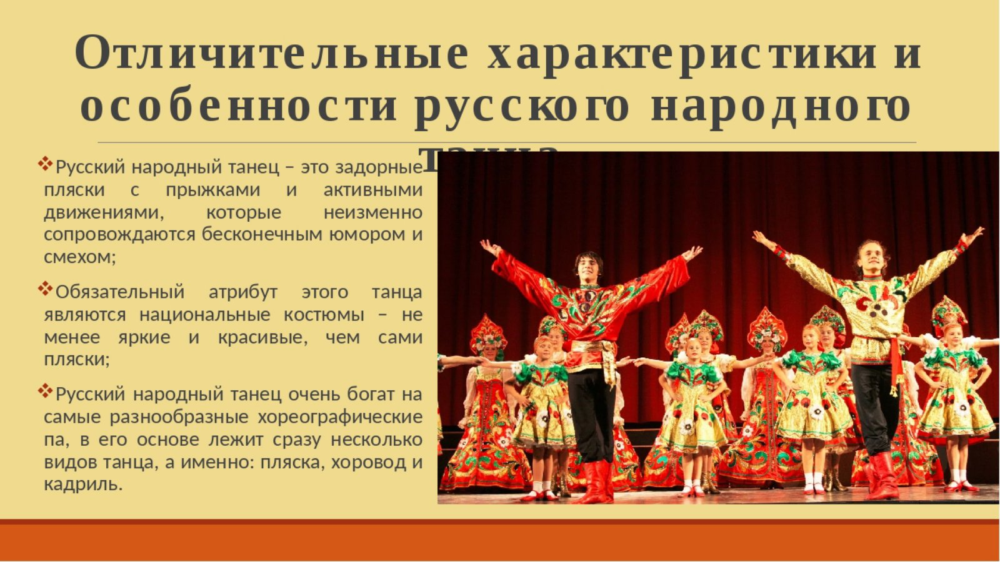 Отличительные характеристики и
особенности русского народного
танца
Русский народный танец – это задорные
пляски с прыжками и активными
движениями, которые неизменно
сопровождаются бесконечным юмором и
смехом;
Обязательный атрибут этого танца
являются национальные костюмы – не
менее яркие и красивые, чем сами
пляски;
Русский народный танец очень богат на
самые разнообразные хореографические
па, в его основе лежит сразу несколько
видов танца, а именно: пляска, хоровод и
кадриль.